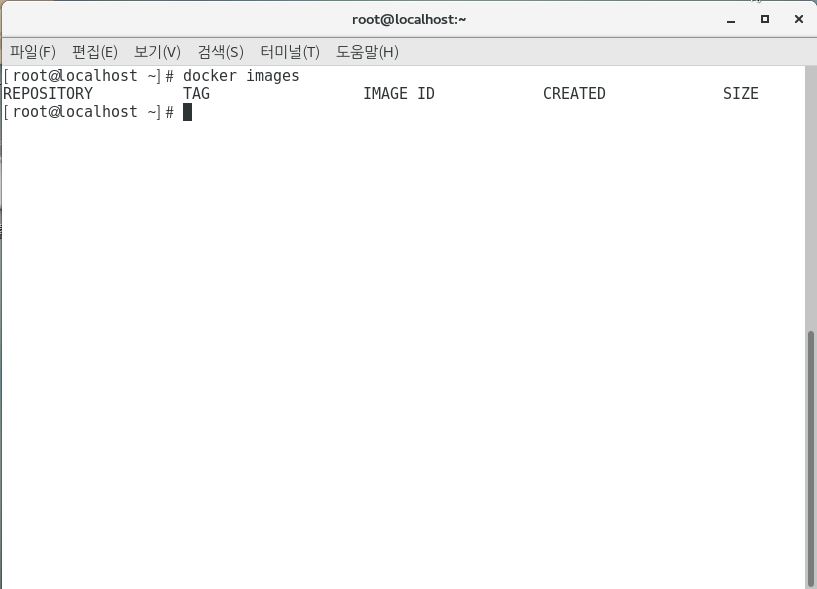 root@localhost:~
파일(F) 편집(E) 보기(V) 검색(S) 터미널(T) 도움말(H)
[root@localhost ~]# docker images
REPOSITORY TAG IMAGE ID CREATED SIZE
[root@localhost ~]#